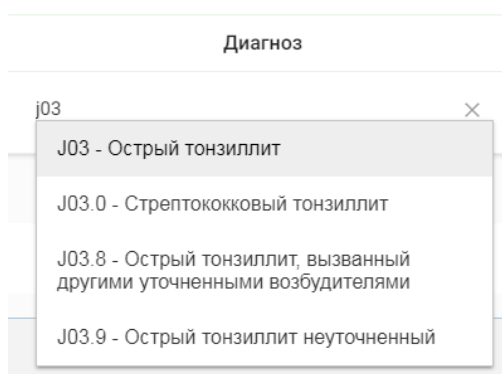 Диагноз
j03
J03 - Острый тонзиллит
J03.0 - Стрептококковый тонзиллит
J03.8 - Острый тонзиллит, вызванный
другими уточненными возбудителями
J03.9 - Острый тонзиллит неуточненный